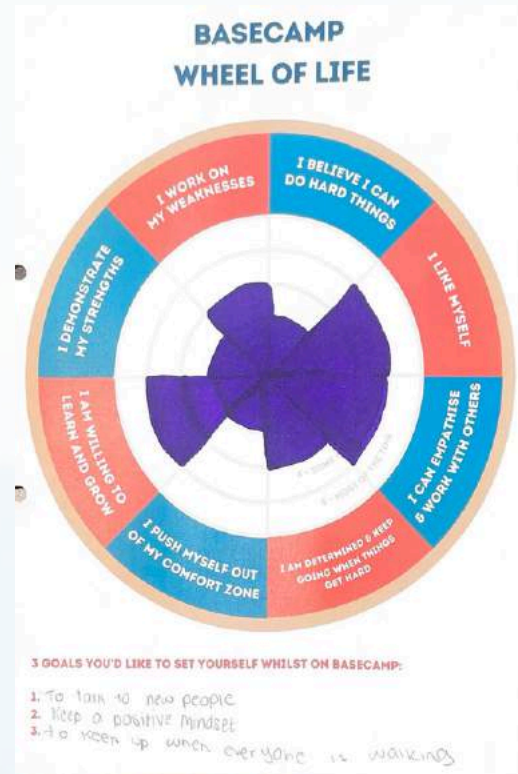 BASECAMP
WHEEL OF LIFE
I BELIEVE I CAN
DO HARD THINGS
I LIKE MYSELF
I CAN EMPATHISE
& WORK WITH OTHERS
I AM DETERMINED & KEEP
GOING WHEN THINGS
GET HARD
I PUSH MYSELF OUT
OF MY COMFORT ZONE
I AM WILLING TO
LEARN AND GROW
I DEMONSTRATE
MY STRENGTHS
I WORK ON
MY WEAKNESSES
3 GOALS YOU'D LIKE TO SET YOURSELF WHILST ON BASECAMP:
1. To talk to new people
2. Keep a positive mindset
3. to keep up when everyone is walking